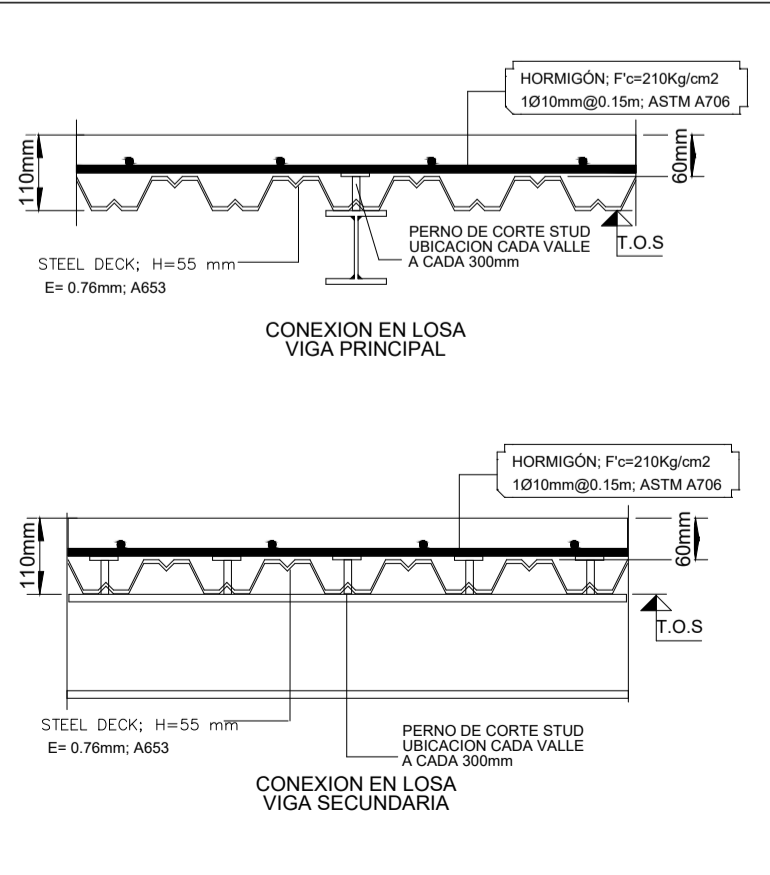 HORMIGÓN; F'c=210Kg/cm2
1Ø10mm@0.15m; ASTM A706
110mm
60mm
PERNO DE CORTE STUD
UBICACION CADA VALLE
A CADA 300mm
T.O.S
STEEL DECK; H=55 mm
E= 0.76mm; A653
CONEXION EN LOSA
VIGA PRINCIPAL
HORMIGÓN; F'c=210Kg/cm2
1Ø10mm@0.15m; ASTM A706
110mm
60mm
T.O.S
STEEL DECK; H=55 mm
E= 0.76mm; A653
PERNO DE CORTE STUD
UBICACION CADA VALLE
A CADA 300mm
CONEXION EN LOSA
VIGA SECUNDARIA